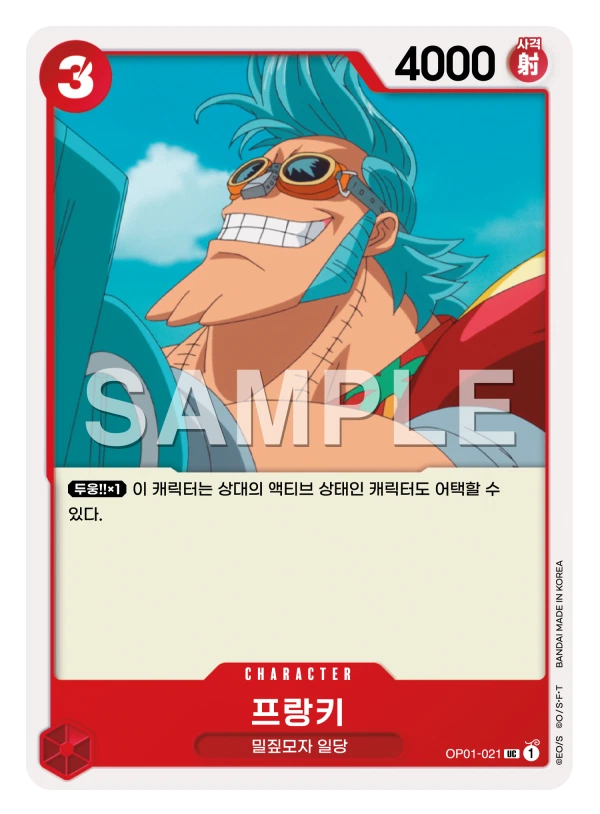 3
4000
사격
射
SAMPLE
두웅!!×1 이 캐릭터는 상대의 액티브 상태인 캐릭터도 어택할 수
있다.
CHARACTER
프랑키
밀짚모자 일당
OP01-021 UC 1
©EO/S ©O/S·F·T BANDAI MADE IN KOREA